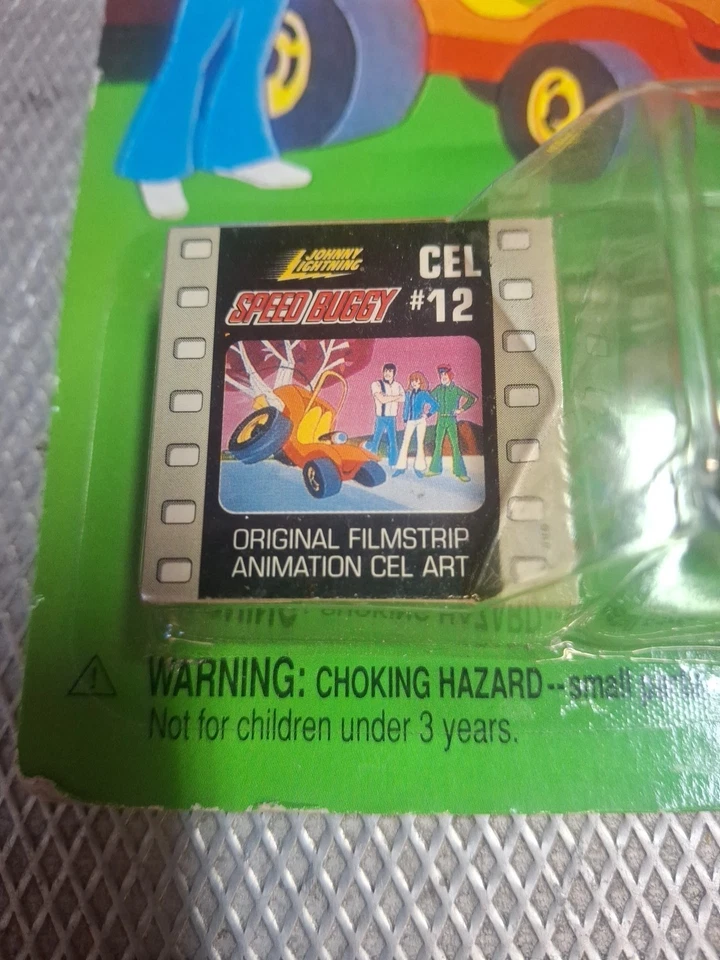 JOHNNY
LIGHTNING
CEL
SPEED BUGGY
#12
ORIGINAL FILMSTRIP
ANIMATION CEL ART
WARNING: CHOKING HAZARD--small
Not for children under 3 years.